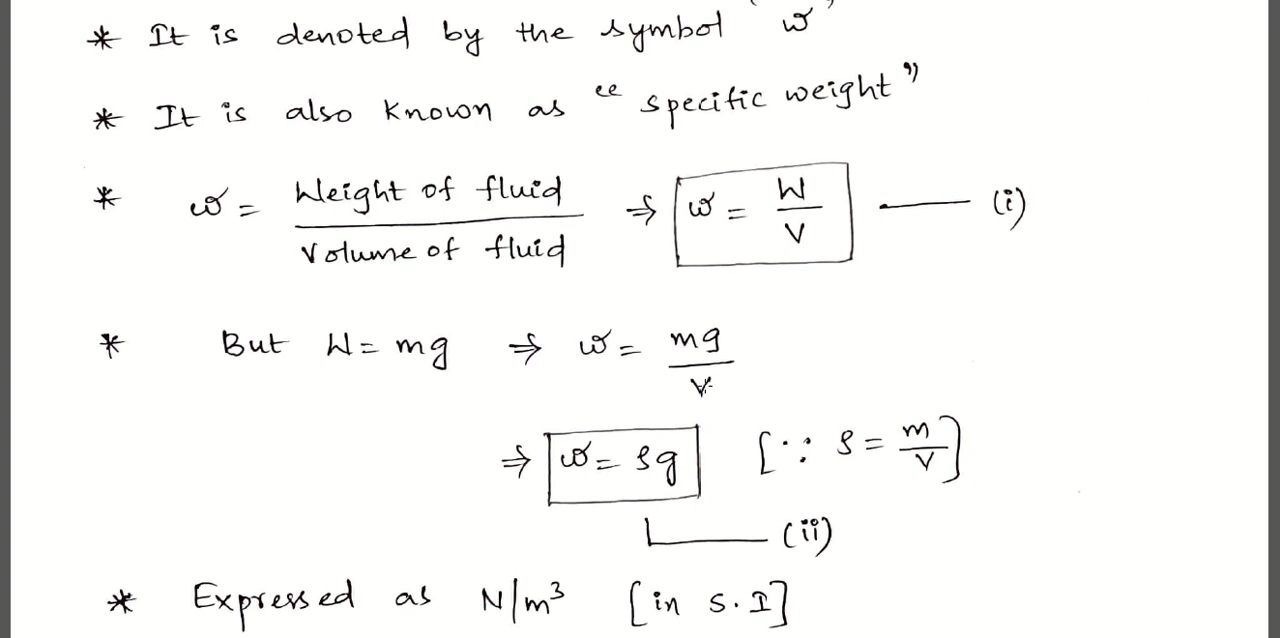 * It is denoted by the symbol 'w'
* It is also known as "specific weight"
* w = Weight of fluid / Volume of fluid ⇒ w = W/V —— (i)
* But W = mg ⇒ w = mg/V
⇒ w = ρg [∵ ρ = m/V]
—— (ii)
* Expressed as N/m³ [in S.I]